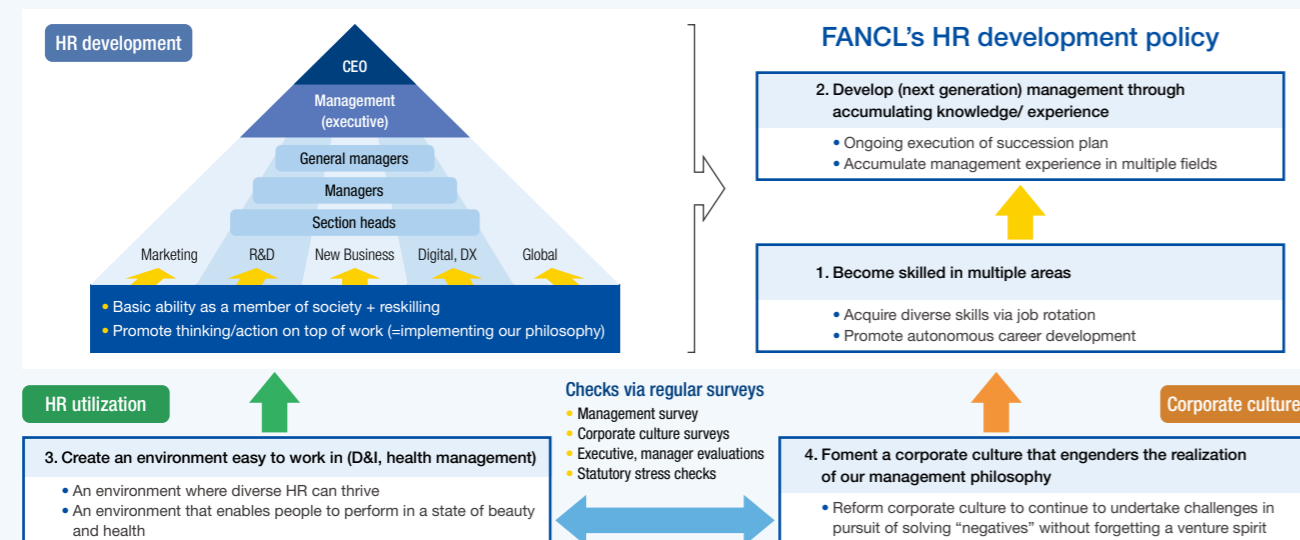 HR development
CEO
Management
(executive)
General managers
Managers
Section heads
Marketing
R&D
New Business
Digital, DX
Global
• Basic ability as a member of society + reskilling
• Promote thinking/action on top of work (=implementing our philosophy)
FANCL's HR development policy
2. Develop (next generation) management through
accumulating knowledge/ experience
• Ongoing execution of succession plan
• Accumulate management experience in multiple fields
1. Become skilled in multiple areas
• Acquire diverse skills via job rotation
• Promote autonomous career development
HR utilization
3. Create an environment easy to work in (D&I, health management)
• An environment where diverse HR can thrive
• An environment that enables people to perform in a state of beauty
and health
Checks via regular surveys
• Management survey
• Corporate culture surveys
• Executive, manager evaluations
• Statutory stress checks
Corporate culture
4. Foment a corporate culture that engenders the realization
of our management philosophy
• Reform corporate culture to continue to undertake challenges in
pursuit of solving “negatives” without forgetting a venture spirit